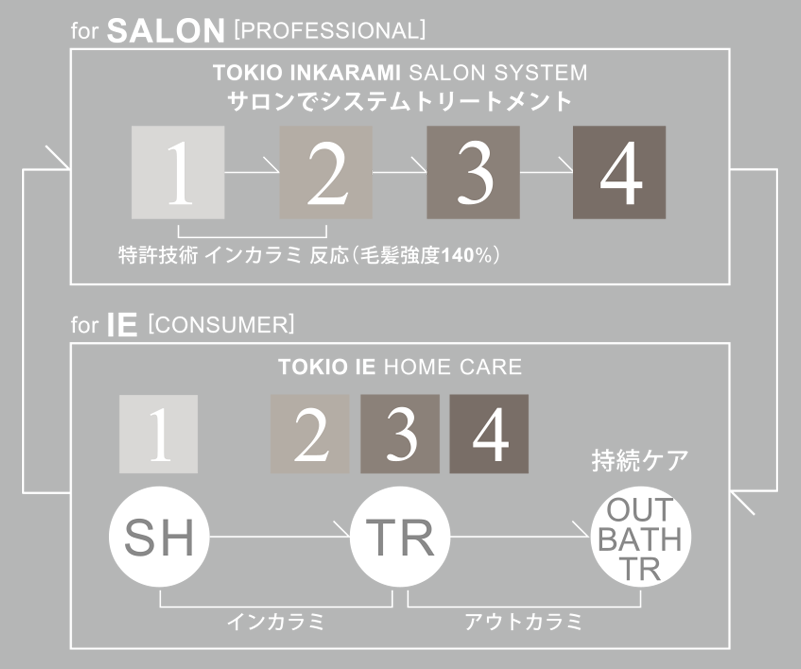 for SALON [PROFESSIONAL]
TOKIO INKARAMI SALON SYSTEM
サロンでシステムトリートメント
1 2 3 4
特許技術 インカラミ 反応(毛髪強度140%)
for IE [CONSUMER]
TOKIO IE HOME CARE
1 2 3 4
持続ケア
SH
TR
OUT
BATH
TR
インカラミ
アウトカラミ